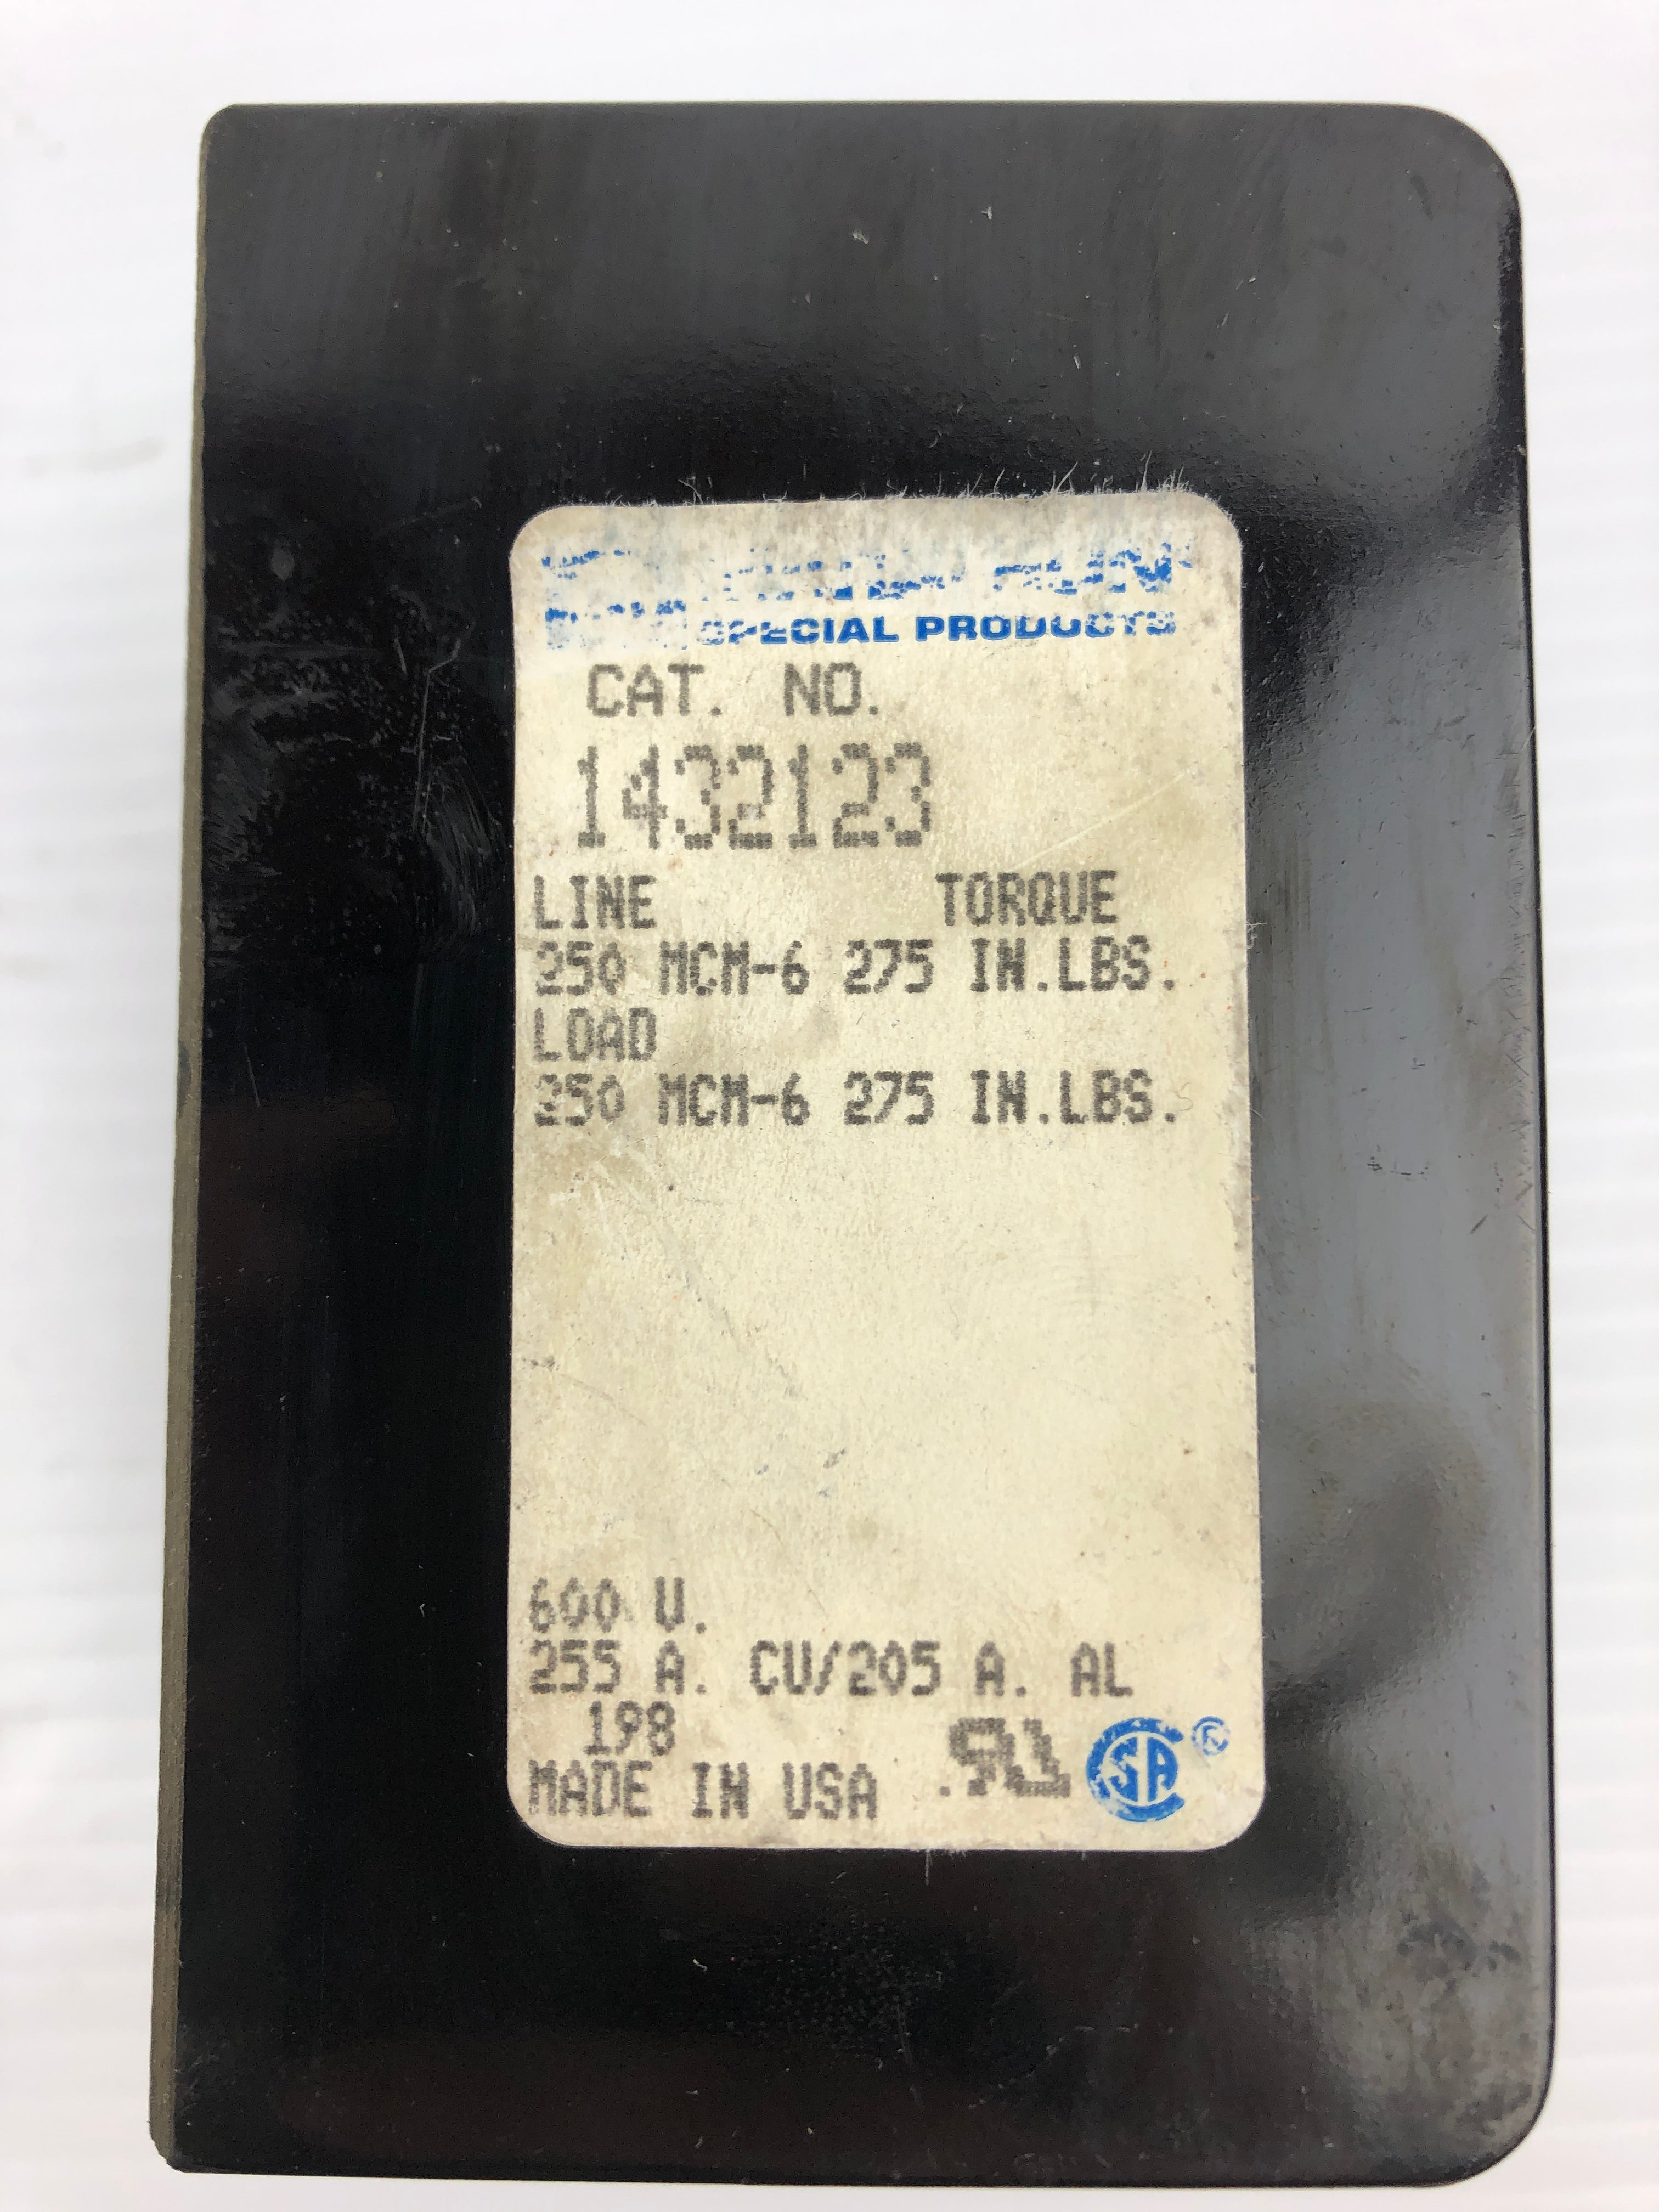 SPECIAL PRODUCTS
CAT. NO.
1432123
LINE TORQUE
250 MCM-6 275 IN.LBS.
LOAD
250 MCM-6 275 IN.LBS.
600 V.
255 A. CU/205 A. AL
198
MADE IN USA
SA ®